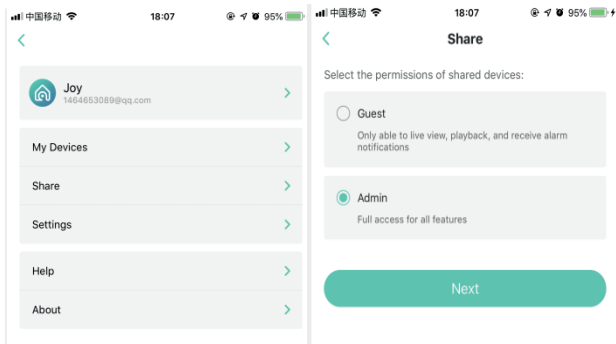 中国移动 18:07 95%
Joy
1464653089@qq.com
My Devices
Share
Settings
Help
About
中国移动 18:07 95%
Share
Select the permissions of shared devices:
Guest
Only able to live view, playback, and receive alarm
notifications
Admin
Full access for all features
Next